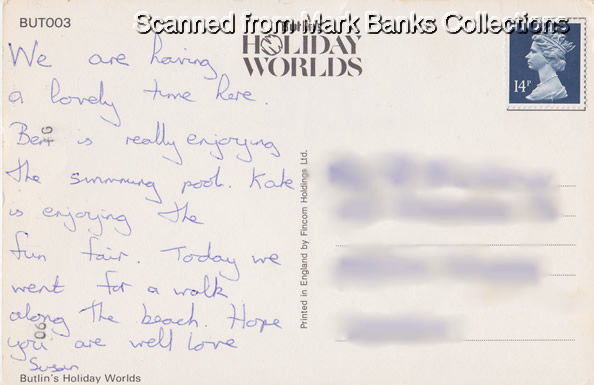 Scanned from Mark Banks Collections
BUT003
Butlin's
HOLIDAY
WORLDS
14P
We are having
a lovely time here.
Ben is really enjoying
the swimming pool. Kate
is enjoying the
fun fair. Today we
went for a walk
along the beach. Hope
you are well love
Susan
Printed in England by Fincom Holdings Ltd.
Butlin's Holiday Worlds